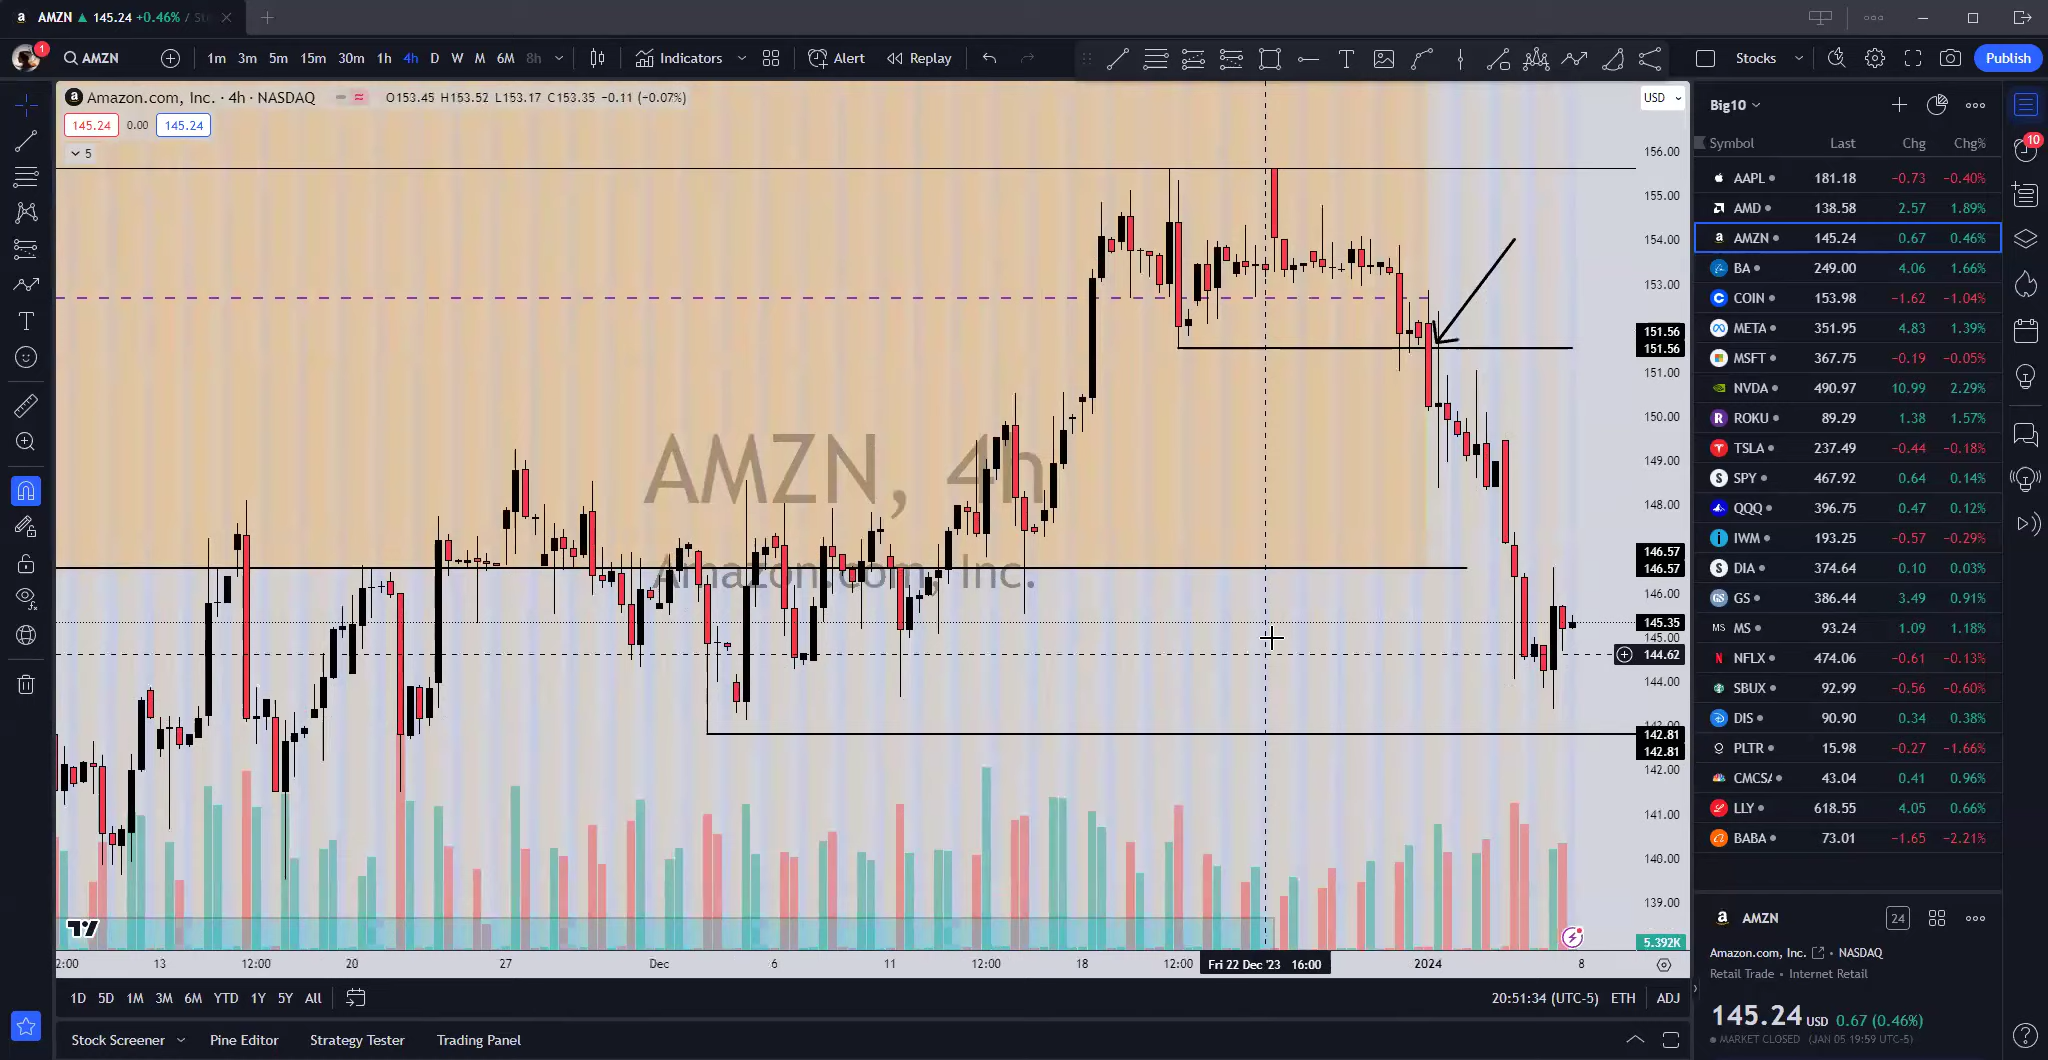 AMZN ▲ 145.24 +0.46% /
1
AMZN
1m 3m 5m 15m 30m 1h 4h D W M 6M 8h
Indicators
Alert
Replay
Stocks
Publish
Amazon.com, Inc. · 4h · NASDAQ
O153.45 H153.52 L153.17 C153.35 −0.11 (−0.07%)
145.24 0.00 145.24
5
USD
AMZN, 4h
Amazon.com, Inc.
156.00
155.00
154.00
153.00
151.56
151.56
151.00
150.00
149.00
148.00
146.57
146.57
146.00
145.35
145.00
144.62
144.00
142.81
142.81
142.00
141.00
140.00
139.00
5.392K
2:00 13 12:00 20 27 Dec 6 11 12:00 18 12:00 Fri 22 Dec '23 16:00 2024 8
1D 5D 1M 3M 6M YTD 1Y 5Y All
20:51:34 (UTC-5) ETH ADJ
Stock Screener Pine Editor Strategy Tester Trading Panel
Big10
Symbol Last Chg Chg%
AAPL 181.18 −0.73 −0.40%
AMD 138.58 2.57 1.89%
AMZN 145.24 0.67 0.46%
BA 249.00 4.06 1.66%
COIN 153.98 −1.62 −1.04%
META 351.95 4.83 1.39%
MSFT 367.75 −0.19 −0.05%
NVDA 490.97 10.99 2.29%
ROKU 89.29 1.38 1.57%
TSLA 237.49 −0.44 −0.18%
SPY 467.92 0.64 0.14%
QQQ 396.75 0.47 0.12%
IWM 193.25 −0.57 −0.29%
DIA 374.64 0.10 0.03%
GS 386.44 3.49 0.91%
MS MS 93.24 1.09 1.18%
NFLX 474.06 −0.61 −0.13%
SBUX 92.99 −0.56 −0.60%
DIS 90.90 0.34 0.38%
PLTR 15.98 −0.27 −1.66%
CMCSA 43.04 0.41 0.96%
LLY 618.55 4.05 0.66%
BABA 73.01 −1.65 −2.21%
10
AMZN
24
Amazon.com, Inc. • NASDAQ
Retail Trade • Internet Retail
145.24 USD 0.67 (0.46%)
MARKET CLOSED (JAN 05 19:59 UTC-5)